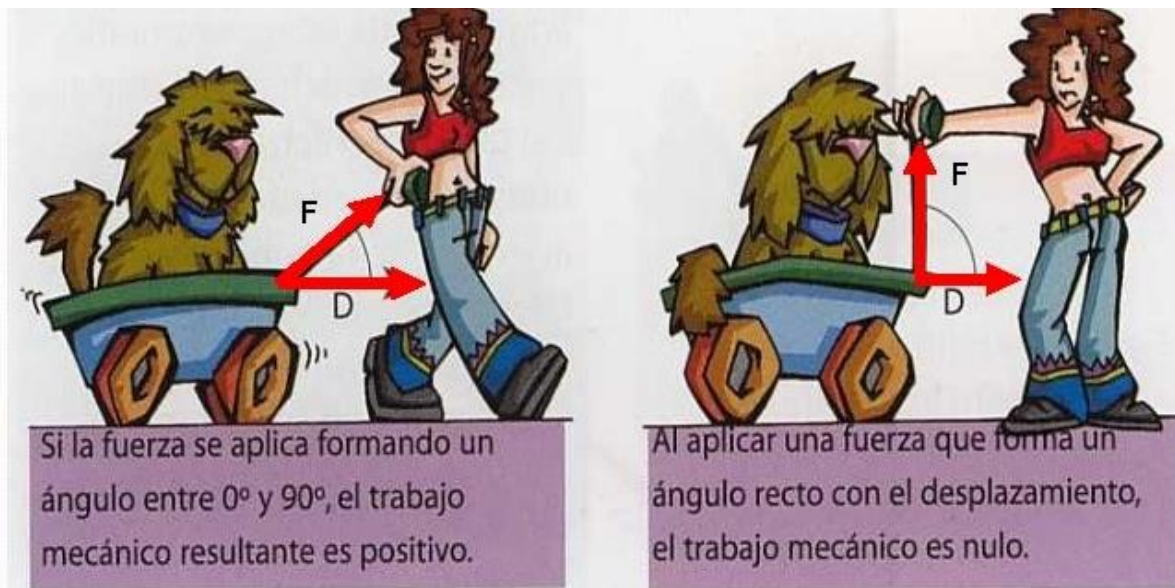 F
D
Si la fuerza se aplica formando un
ángulo entre 0º y 90º, el trabajo
mecánico resultante es positivo.
F
D
Al aplicar una fuerza que forma un
ángulo recto con el desplazamiento,
el trabajo mecánico es nulo.